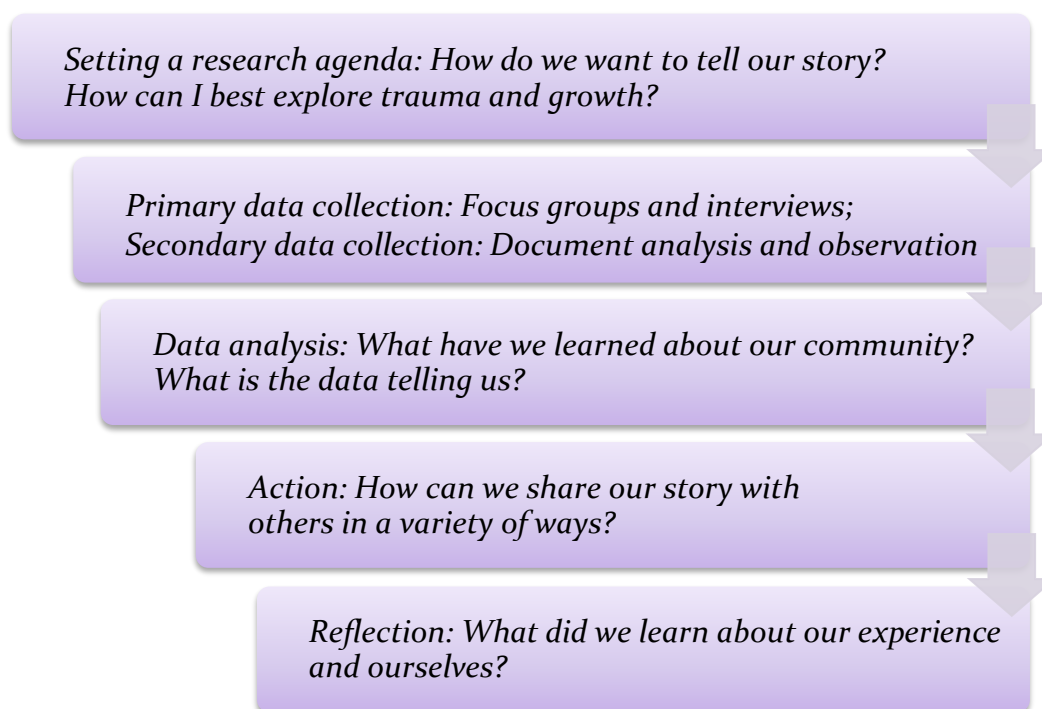 Setting a research agenda: How do we want to tell our story?
How can I best explore trauma and growth?
Primary data collection: Focus groups and interviews;
Secondary data collection: Document analysis and observation
Data analysis: What have we learned about our community?
What is the data telling us?
Action: How can we share our story with
others in a variety of ways?
Reflection: What did we learn about our experience
and ourselves?